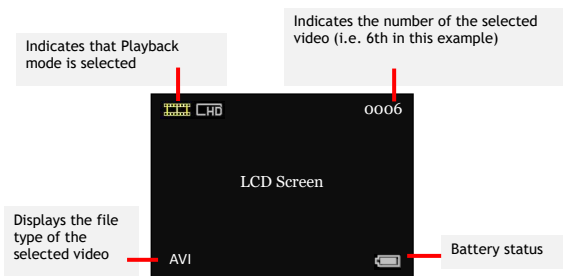 Indicates the number of the selected
video (i.e. 6th in this example)
Indicates that Playback
mode is selected
HD
0006
LCD Screen
Displays the file
type of the
selected video
AVI
Battery status